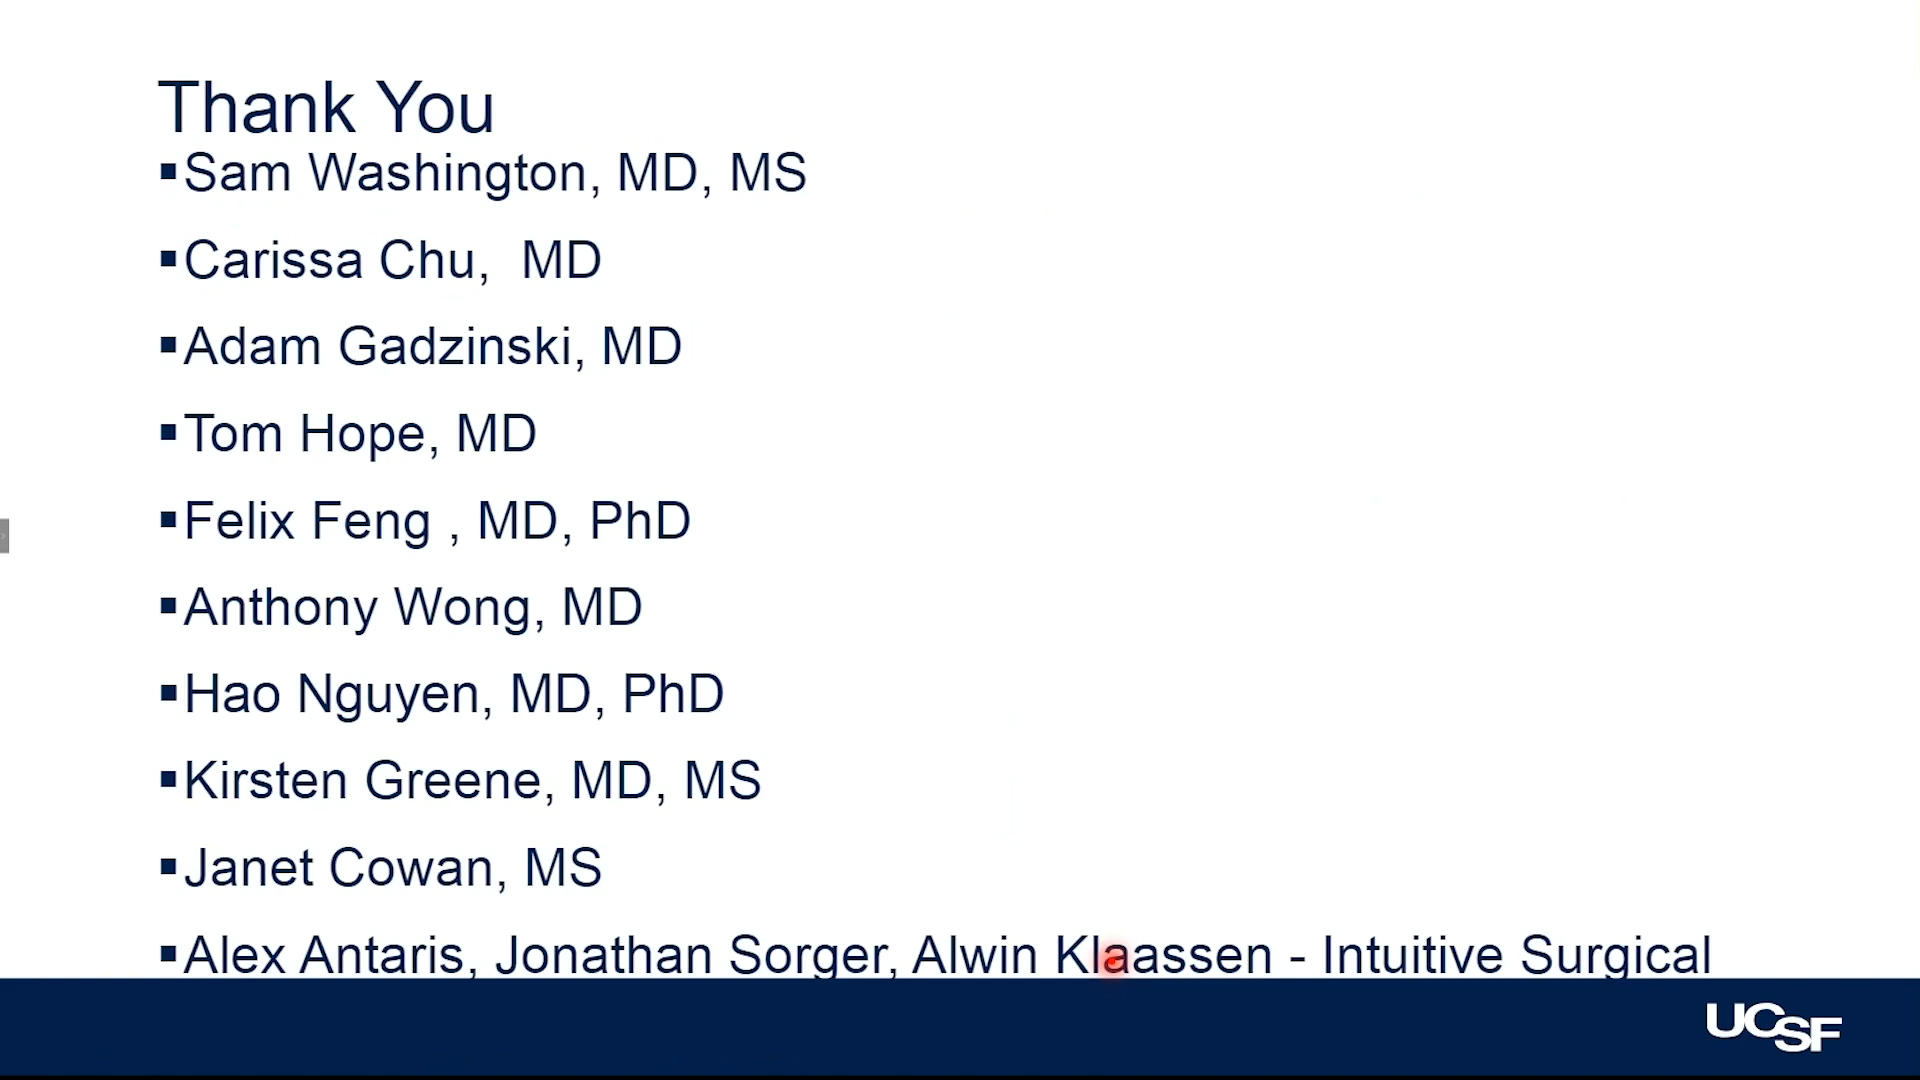 Thank You
▪Sam Washington, MD, MS
▪Carissa Chu,  MD
▪Adam Gadzinski, MD
▪Tom Hope, MD
▪Felix Feng , MD, PhD
▪Anthony Wong, MD
▪Hao Nguyen, MD, PhD
▪Kirsten Greene, MD, MS
▪Janet Cowan, MS
▪Alex Antaris, Jonathan Sorger, Alwin Klaassen - Intuitive Surgical
UCSF